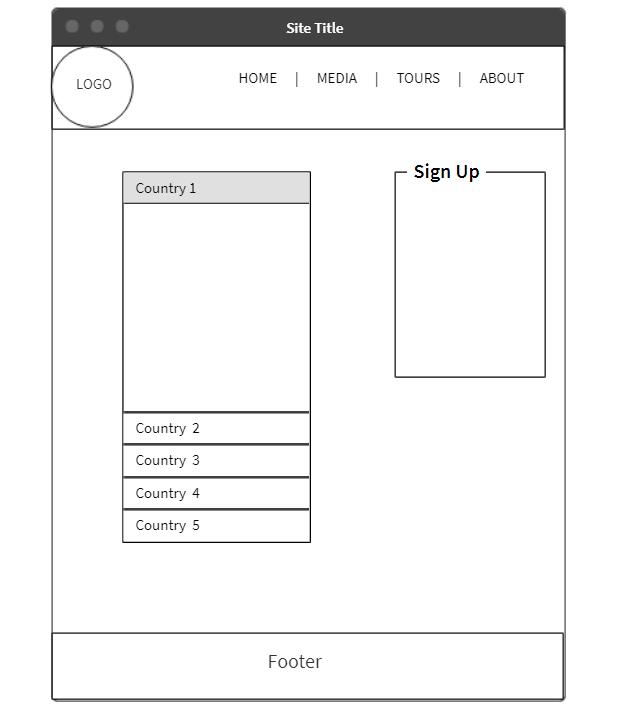 Site Title
LOGO
HOME | MEDIA | TOURS | ABOUT
Country 1
Sign Up
Country 2
Country 3
Country 4
Country 5
Footer